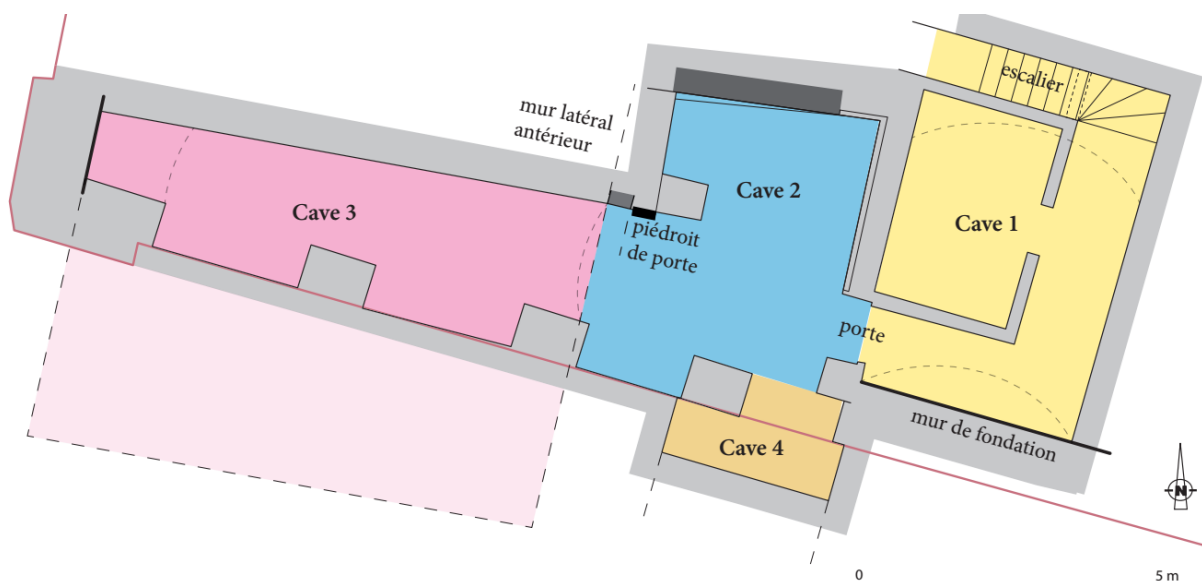 escalier
mur latéral
antérieur
Cave 2
Cave 3
Cave 1
piédroit
de porte
porte
mur de fondation
Cave 4
N
0 5 m